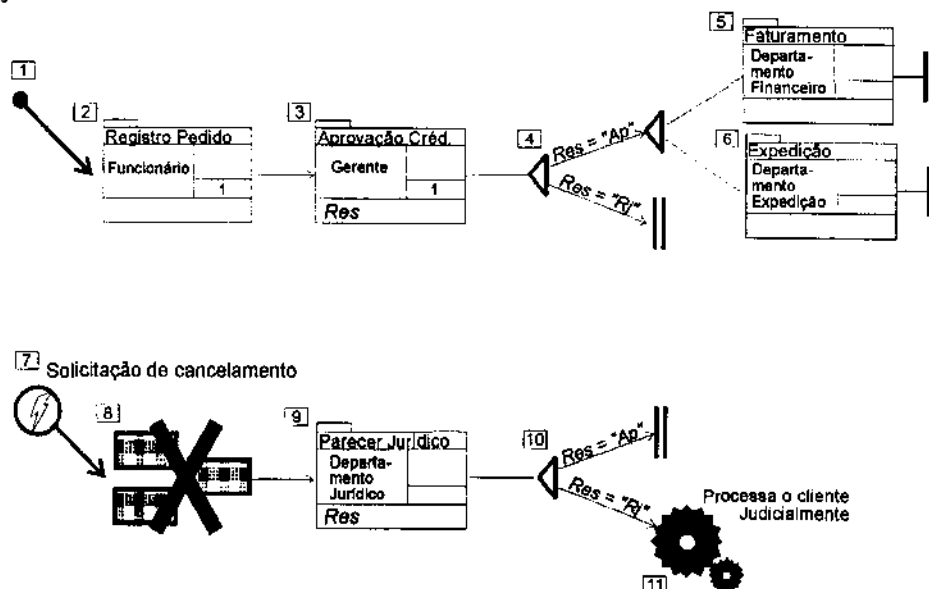 1
2
Registro Pedido
Funcionário
1
3
Aprovação Créd.
Gerente
1
Res
4
Res = "Ap"
Res = "Rj"
5
Faturamento
Departa-
mento
Financeiro
6
Expedição
Departa-
mento
Expedição
7
Solicitação de cancelamento
8
9
Parecer Jurídico
Departa-
mento
Jurídico
Res
10
Res = "Ap"
Res = "Rj"
Processa o cliente
Judicialmente
11